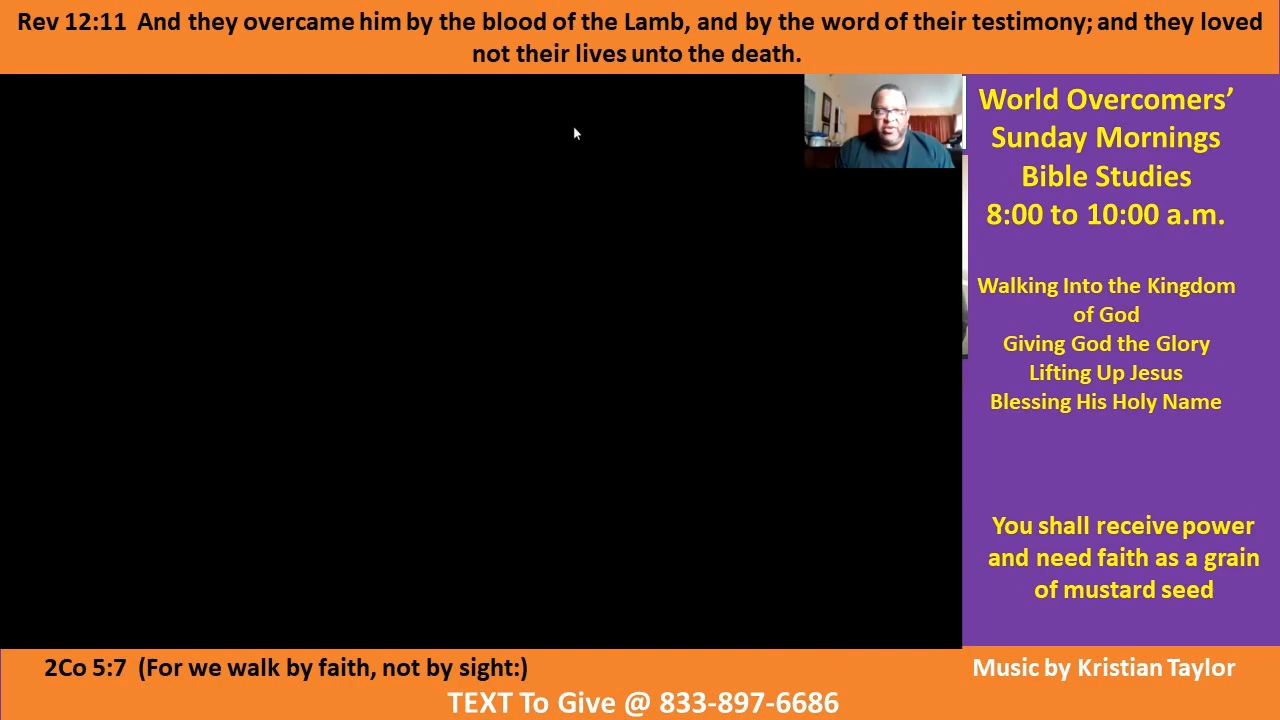 Rev 12:11  And they overcame him by the blood of the Lamb, and by the word of their testimony; and they loved
not their lives unto the death.
World Overcomers’
Sunday Mornings
Bible Studies
8:00 to 10:00 a.m.
Walking Into the Kingdom
of God
Giving God the Glory
Lifting Up Jesus
Blessing His Holy Name
You shall receive power
and need faith as a grain
of mustard seed
2Co 5:7  (For we walk by faith, not by sight:)
Music by Kristian Taylor
TEXT To Give @ 833-897-6686